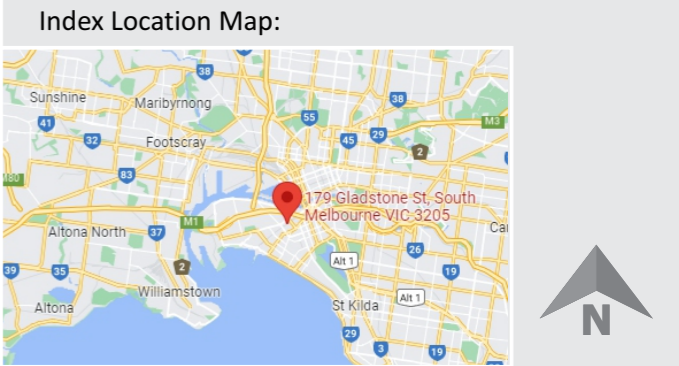 Index Location Map:
38
Sunshine
Maribyrnong
38
41
55
M3
32
Footscray
45
29
2
83
M80
179 Gladstone St, South
Melbourne VIC 3205
M1
Altona North
37
26
Alt 1
39
35
2
19
Williamstown
Altona
St Kilda
Alt 1
N
29
3
19